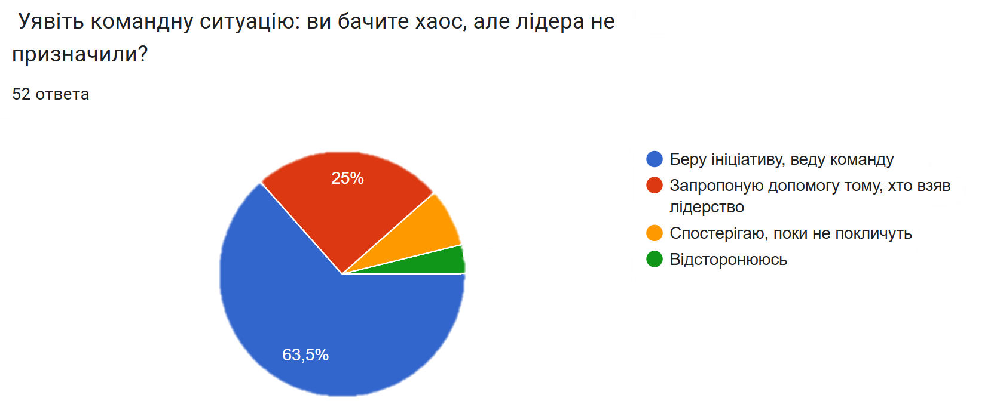 Уявіть командну ситуацію: ви бачите хаос, але лідера не
призначили?
52 ответа
25%
63,5%
Беру ініціативу, веду команду
Запропоную допомогу тому, хто взяв
лідерство
Спостерігаю, поки не покличуть
Відсторонююсь